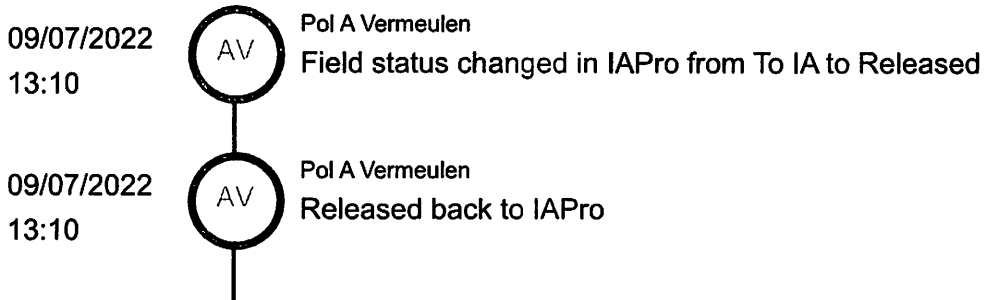 09/07/2022
13:10
AV
Pol A Vermeulen
Field status changed in IAPro from To IA to Released
09/07/2022
13:10
AV
Pol A Vermeulen
Released back to IAPro